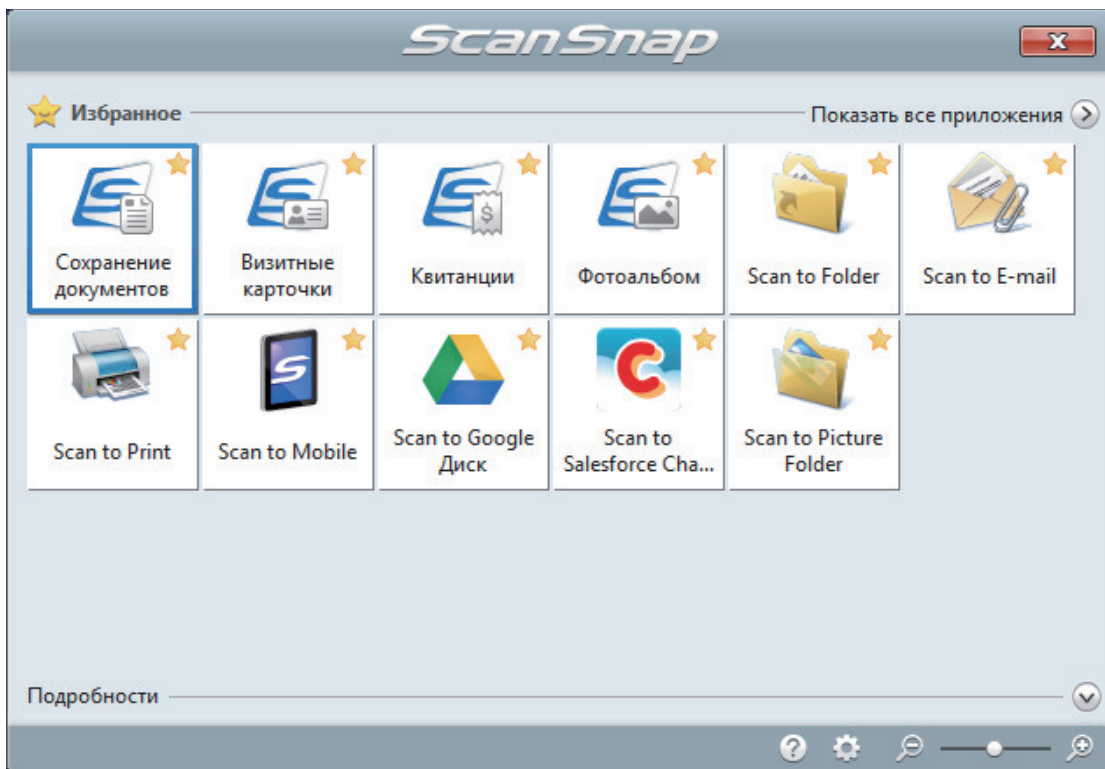 ScanSnap
Избранное
Показать все приложения
Сохранение
документов
Визитные
карточки
Квитанции
Фотоальбом
Scan to Folder
Scan to E-mail
Scan to Print
Scan to Mobile
Scan to Google
Диск
Scan to
Salesforce Cha...
Scan to Picture
Folder
Подробности